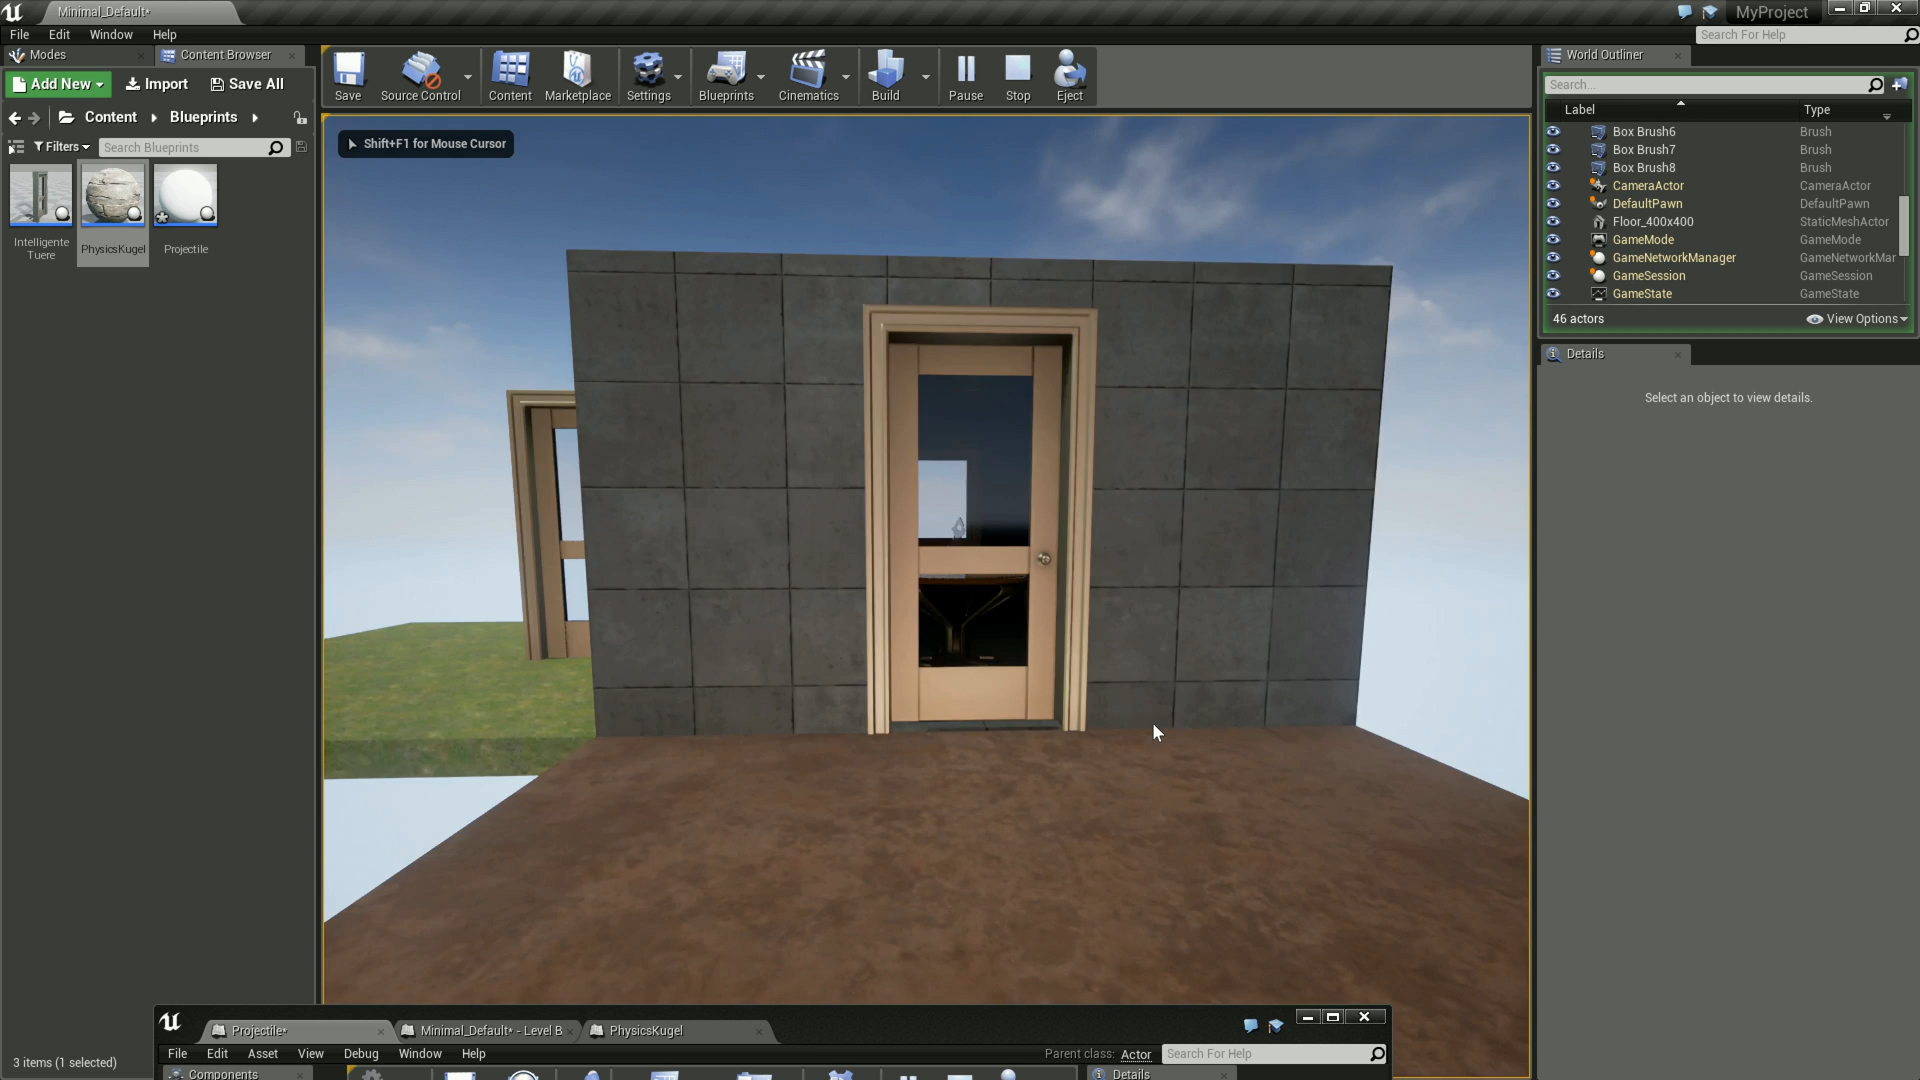 Minimal_Default*
MyProject
File Edit Window Help
Search For Help
Modes
Content Browser
Add New
Import
Save All
Content
Blueprints
Filters
Search Blueprints
Intelligente Tuere
PhysicsKugel
Projectile
3 items (1 selected)
Save
Source Control
Content
Marketplace
Settings
Blueprints
Cinematics
Build
Pause
Stop
Eject
Shift+F1 for Mouse Cursor
World Outliner
Search...
Label Type
Box Brush6 Brush
Box Brush7 Brush
Box Brush8 Brush
CameraActor CameraActor
DefaultPawn DefaultPawn
Floor_400x400 StaticMeshActor
GameMode GameMode
GameNetworkManager GameNetworkMar
GameSession GameSession
GameState GameState
46 actors
View Options
Details
Select an object to view details.
Projectile*
Minimal_Default* - Level B
PhysicsKugel
File Edit Asset View Debug Window Help
Parent class: Actor
Search For Help
Components
Details